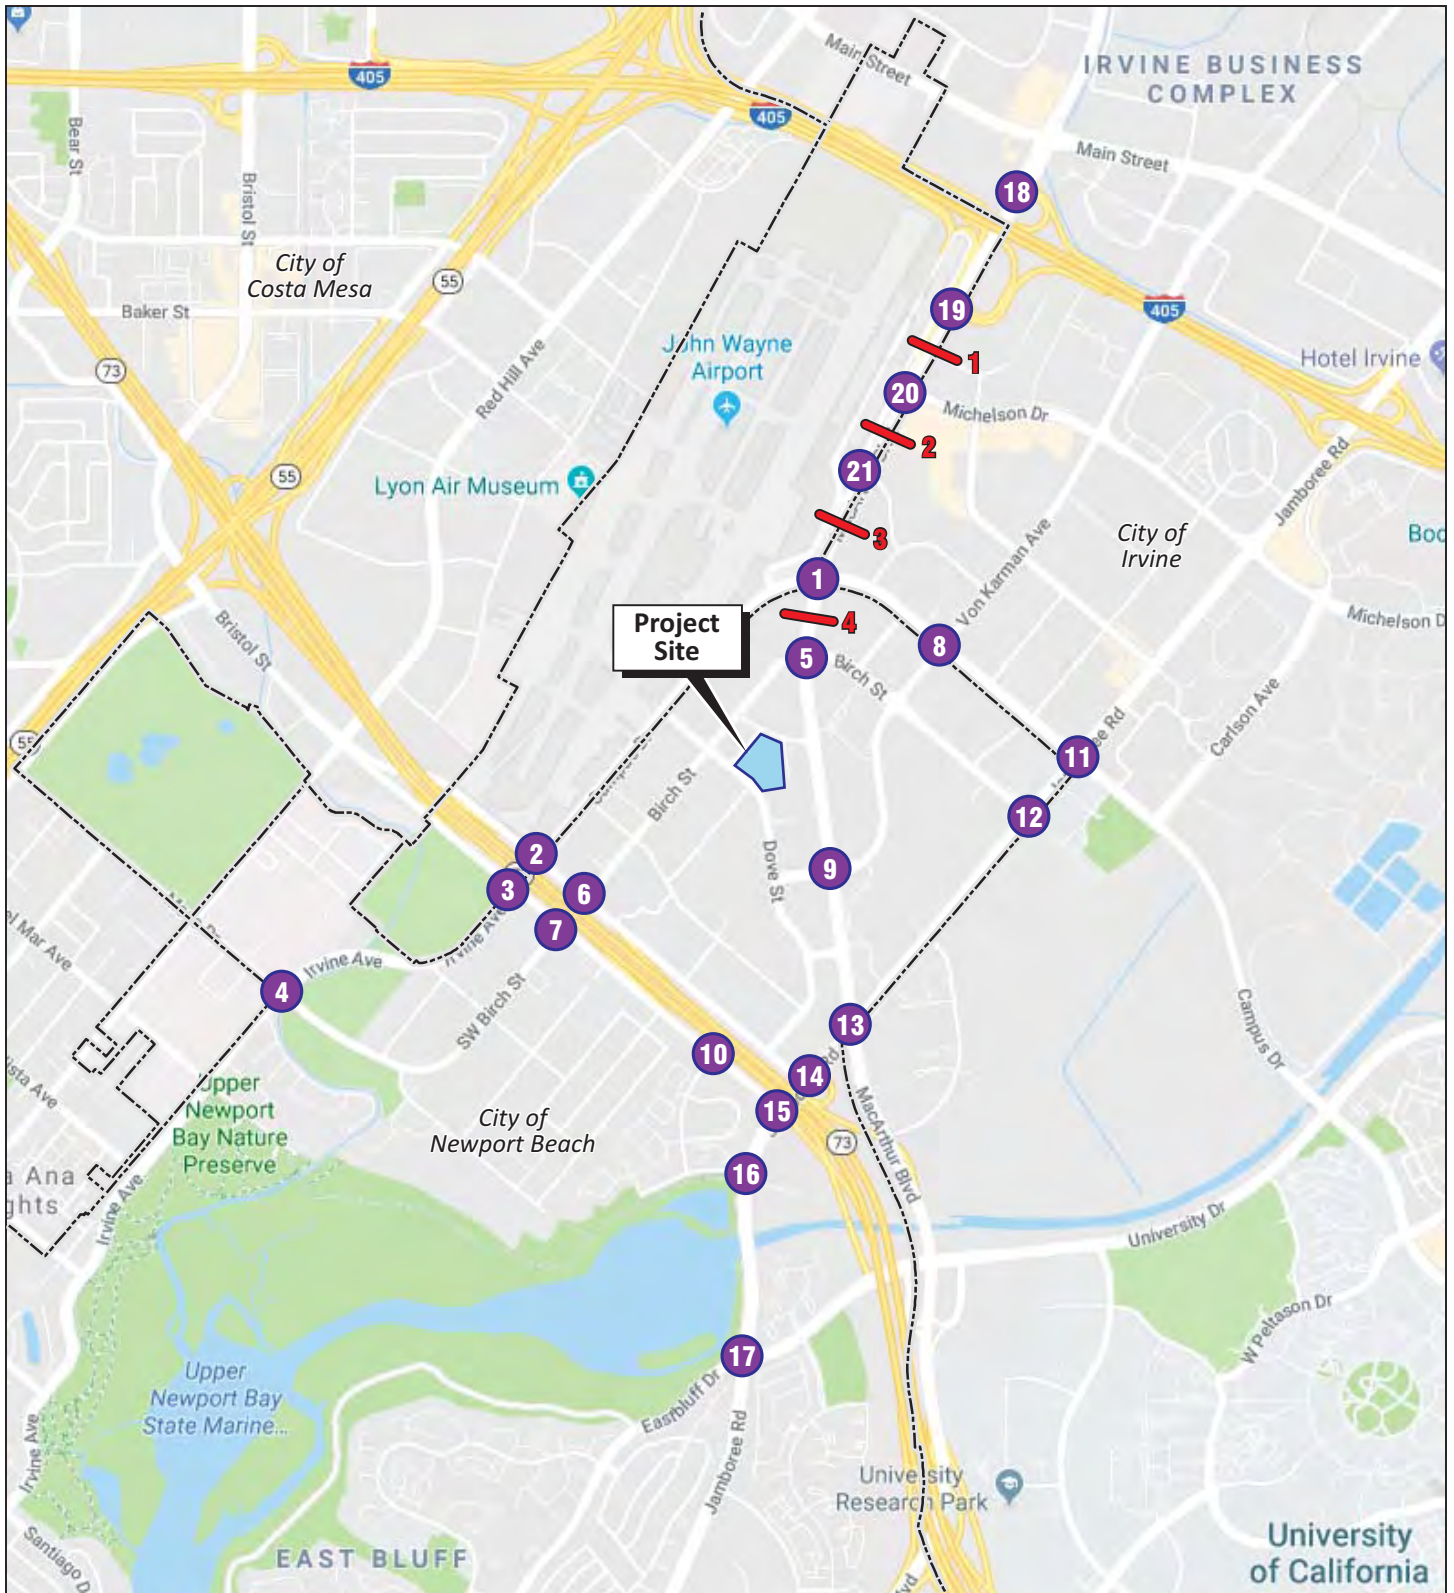 Main Street
IRVINE BUSINESS
COMPLEX
405
405
Main Street
Bear St
Bristol St
18
City of
Costa Mesa
55
Baker St
19
405
John Wayne
Airport
1
Hotel Irvine
73
Red Hill Ave
20
Michelson Dr
2
55
Lyon Air Museum
21
Jamboree Rd
3
City of
Irvine
Von Karman Ave
1
Project
Site
4
Michelson D
Bristol St
5
Birch St
8
55
Carlson Ave
11
Birch St
12
2
Dove St
9
3
6
7
Irvine Ave
Irvine Ave
4
SW Birch St
Campus Dr
13
10
14
15
Upper
Newport
Bay Nature
Preserve
City of
Newport Beach
73
MacArthur Blvd
16
Irvine Ave
University Dr
W Peltason Dr
17
Upper
Newport Bay
State Marine...
Eastbluff Dr
Jamboree Rd
Irvine Ave
University
Research Park
Santiago D
EAST BLUFF
University
of California